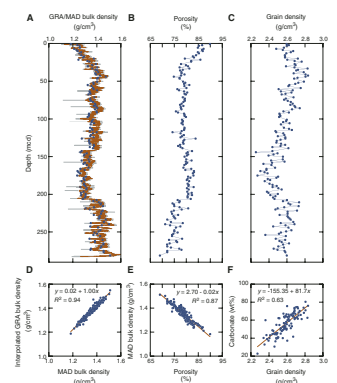 A GRA/MAD bulk density
(g/cm³)
1.0 1.2 1.4 1.6
B Porosity
(%)
65 75 85 95
C Grain density
(g/cm³)
2.2 2.4 2.6 2.8 3.0
Depth (mcd)
0
50
100
150
200
250
D
y = 0.02 + 1.00x
R² = 0.94
Interpolated GRA bulk density
(g/cm³)
1.6
1.4
1.2
1.0
1.0 1.2 1.4 1.6
MAD bulk density
(g/cm³)
E
y = 2.70 - 0.02x
R² = 0.87
MAD bulk density (g/cm³)
1.6
1.4
1.2
1.0
65 75 85 95
Porosity
(%)
F
y = -155.35 + 81.7x
R² = 0.63
Carbonate (wt%)
100
80
60
40
20
2.2 2.4 2.6 2.8 3.0
Grain density
(g/cm³)